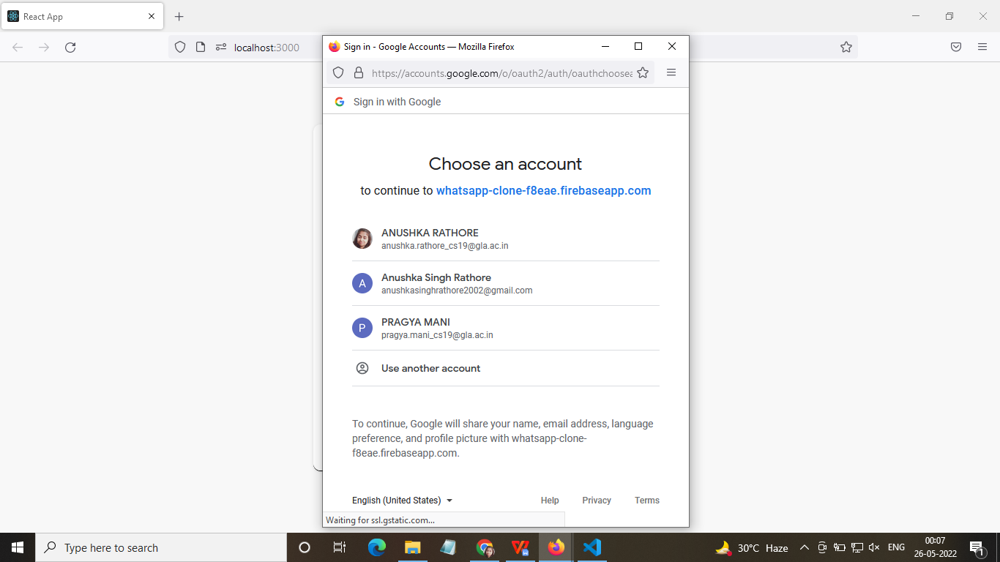 React App
localhost:3000
Sign in - Google Accounts — Mozilla Firefox
https://accounts.google.com/o/oauth2/auth/oauthchoosea
Sign in with Google
Choose an account
to continue to whatsapp-clone-f8eae.firebaseapp.com
ANUSHKA RATHORE
anushka.rathore_cs19@gla.ac.in
A
Anushka Singh Rathore
anushkasinghrathore2002@gmail.com
P
PRAGYA MANI
pragya.mani_cs19@gla.ac.in
Use another account
To continue, Google will share your name, email address, language
preference, and profile picture with whatsapp-clone-
f8eae.firebaseapp.com.
English (United States)
Help
Privacy
Terms
Waiting for ssl.gstatic.com...
Type here to search
30°C Haze
ENG
00:07
26-05-2022
1